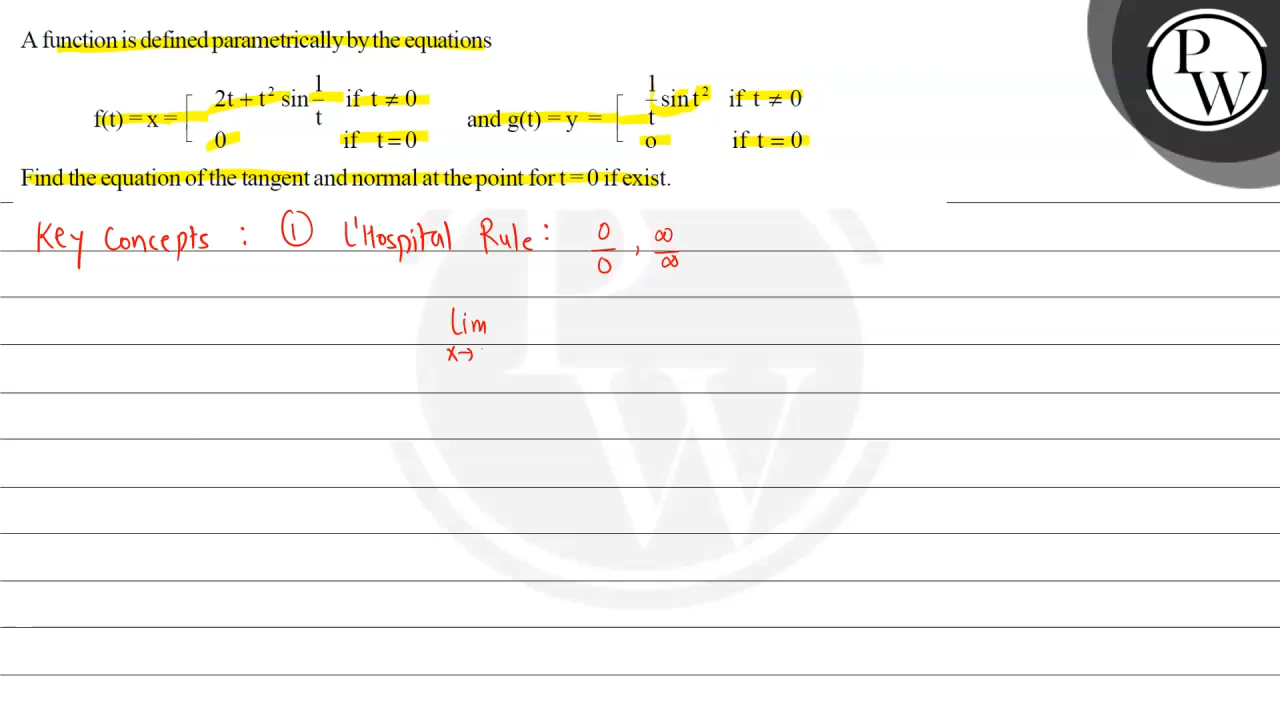 A function is defined parametrically by the equations
f(t) = x = [ 2t + t² sin 1/t if t ≠ 0 and g(t) = y = [ 1/t sin t² if t ≠ 0
0 if t = 0 o if t = 0
Find the equation of the tangent and normal at the point for t = 0 if exist.
Key Concepts : ① L'Hospital Rule : 0/0 , ∞/∞
Lim
x→
P
W
P
W